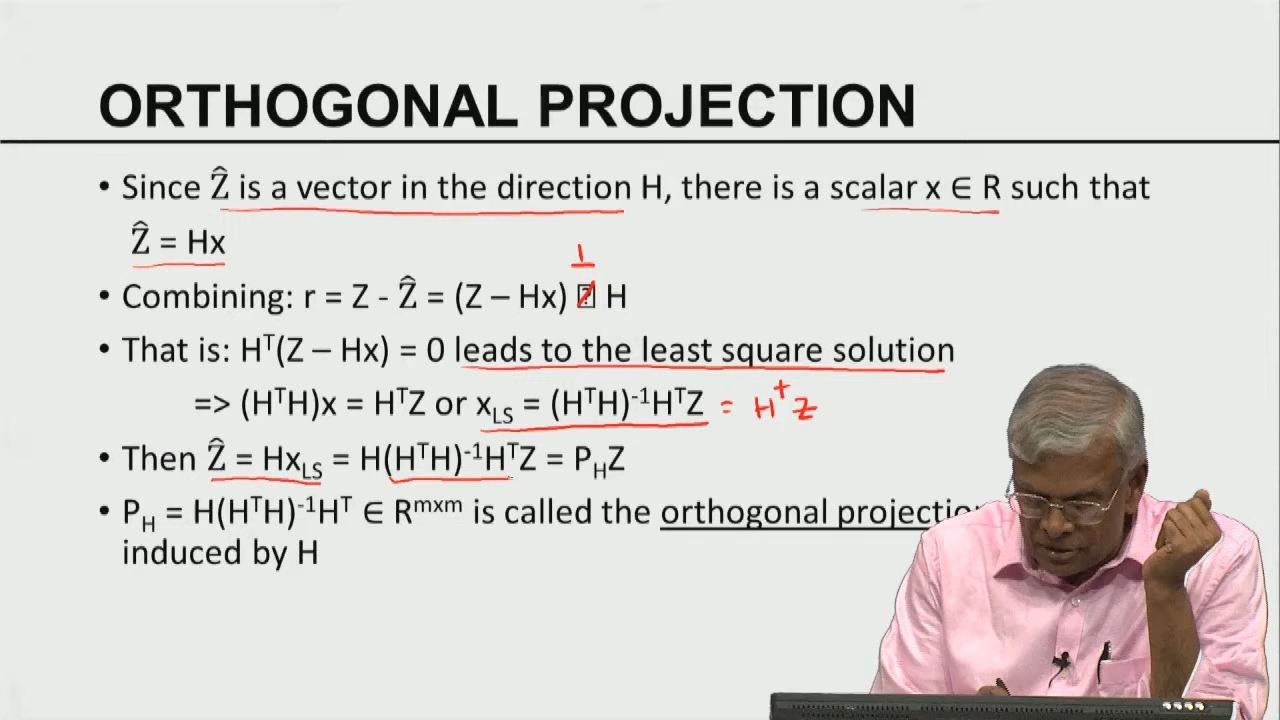 ORTHOGONAL PROJECTION
• Since Ẑ is a vector in the direction H, there is a scalar x ∈ R such that
Ẑ = Hx
⊥
• Combining: r = Z - Ẑ = (Z – Hx) H
• That is: Hᵀ(Z – Hx) = 0 leads to the least square solution
=> (HᵀH)x = HᵀZ or x_LS = (HᵀH)⁻¹HᵀZ = H⁺Z
• Then Ẑ = Hx_LS = H(HᵀH)⁻¹HᵀZ = P_HZ
• P_H = H(HᵀH)⁻¹Hᵀ ∈ Rᵐˣᵐ is called the orthogonal
induced by H